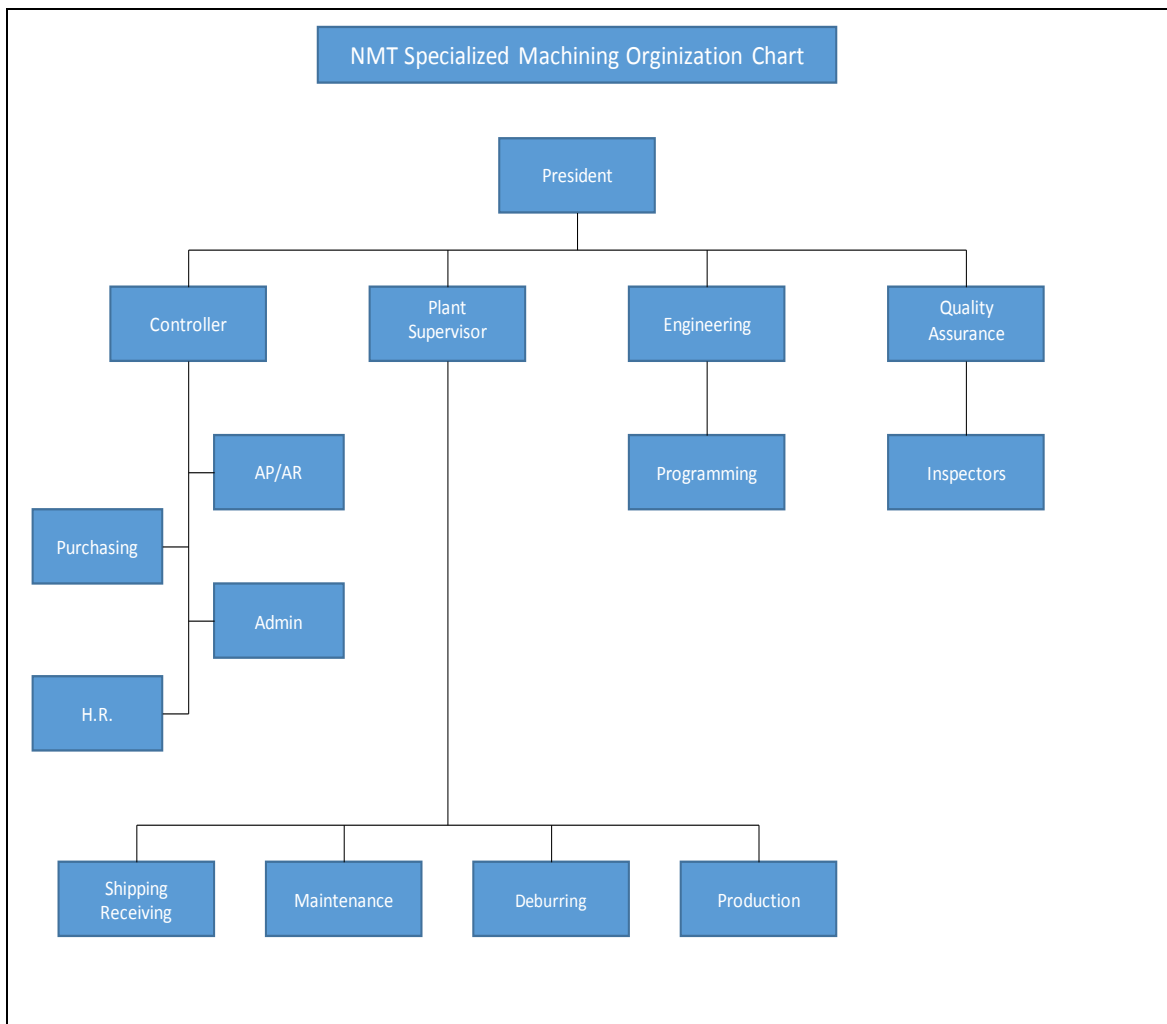 NMT Specialized Machining Orginization Chart
President
Controller
Plant
Supervisor
Engineering
Quality
Assurance
AP/AR
Programming
Inspectors
Purchasing
Admin
H.R.
Shipping
Receiving
Maintenance
Deburring
Production